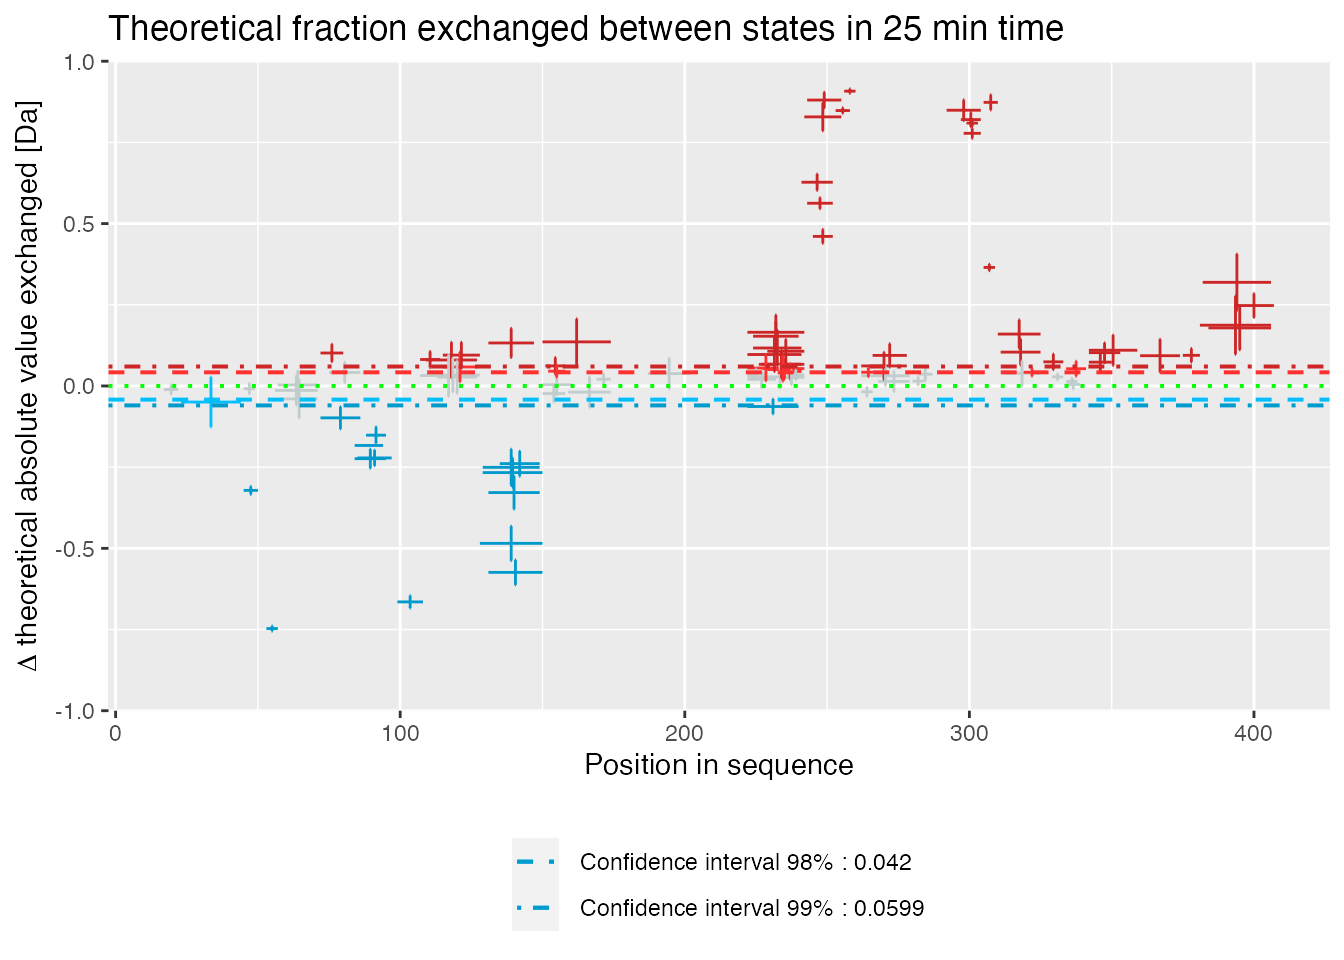 Theoretical fraction exchanged between states in 25 min time
Δ theoretical absolute value exchanged [Da]
1.0
0.5
0.0
-0.5
-1.0
0 100 200 300 400
Position in sequence
Confidence interval 98% : 0.042
Confidence interval 99% : 0.0599